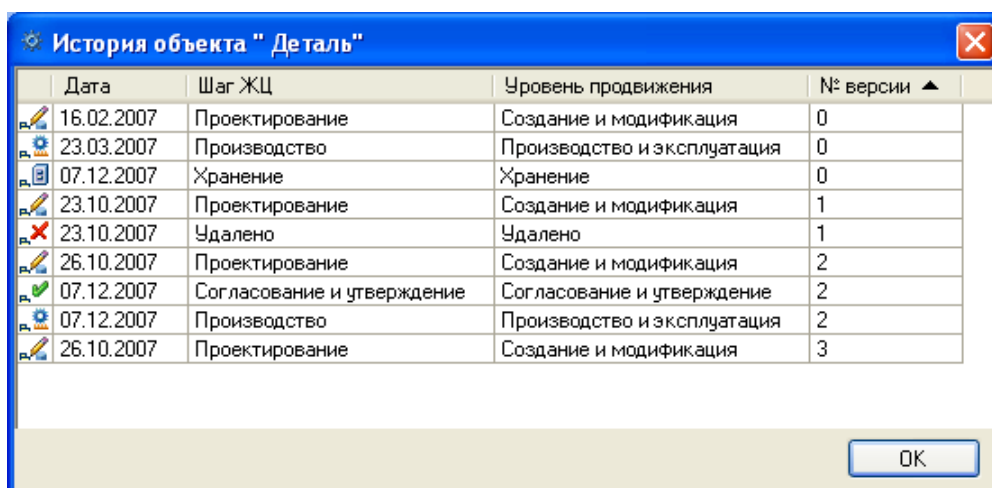 История объекта " Деталь"
Дата Шаг ЖЦ Уровень продвижения № версии
16.02.2007 Проектирование Создание и модификация 0
23.03.2007 Производство Производство и эксплуатация 0
07.12.2007 Хранение Хранение 0
23.10.2007 Проектирование Создание и модификация 1
23.10.2007 Удалено Удалено 1
26.10.2007 Проектирование Создание и модификация 2
07.12.2007 Согласование и утверждение Согласование и утверждение 2
07.12.2007 Производство Производство и эксплуатация 2
26.10.2007 Проектирование Создание и модификация 3
OK